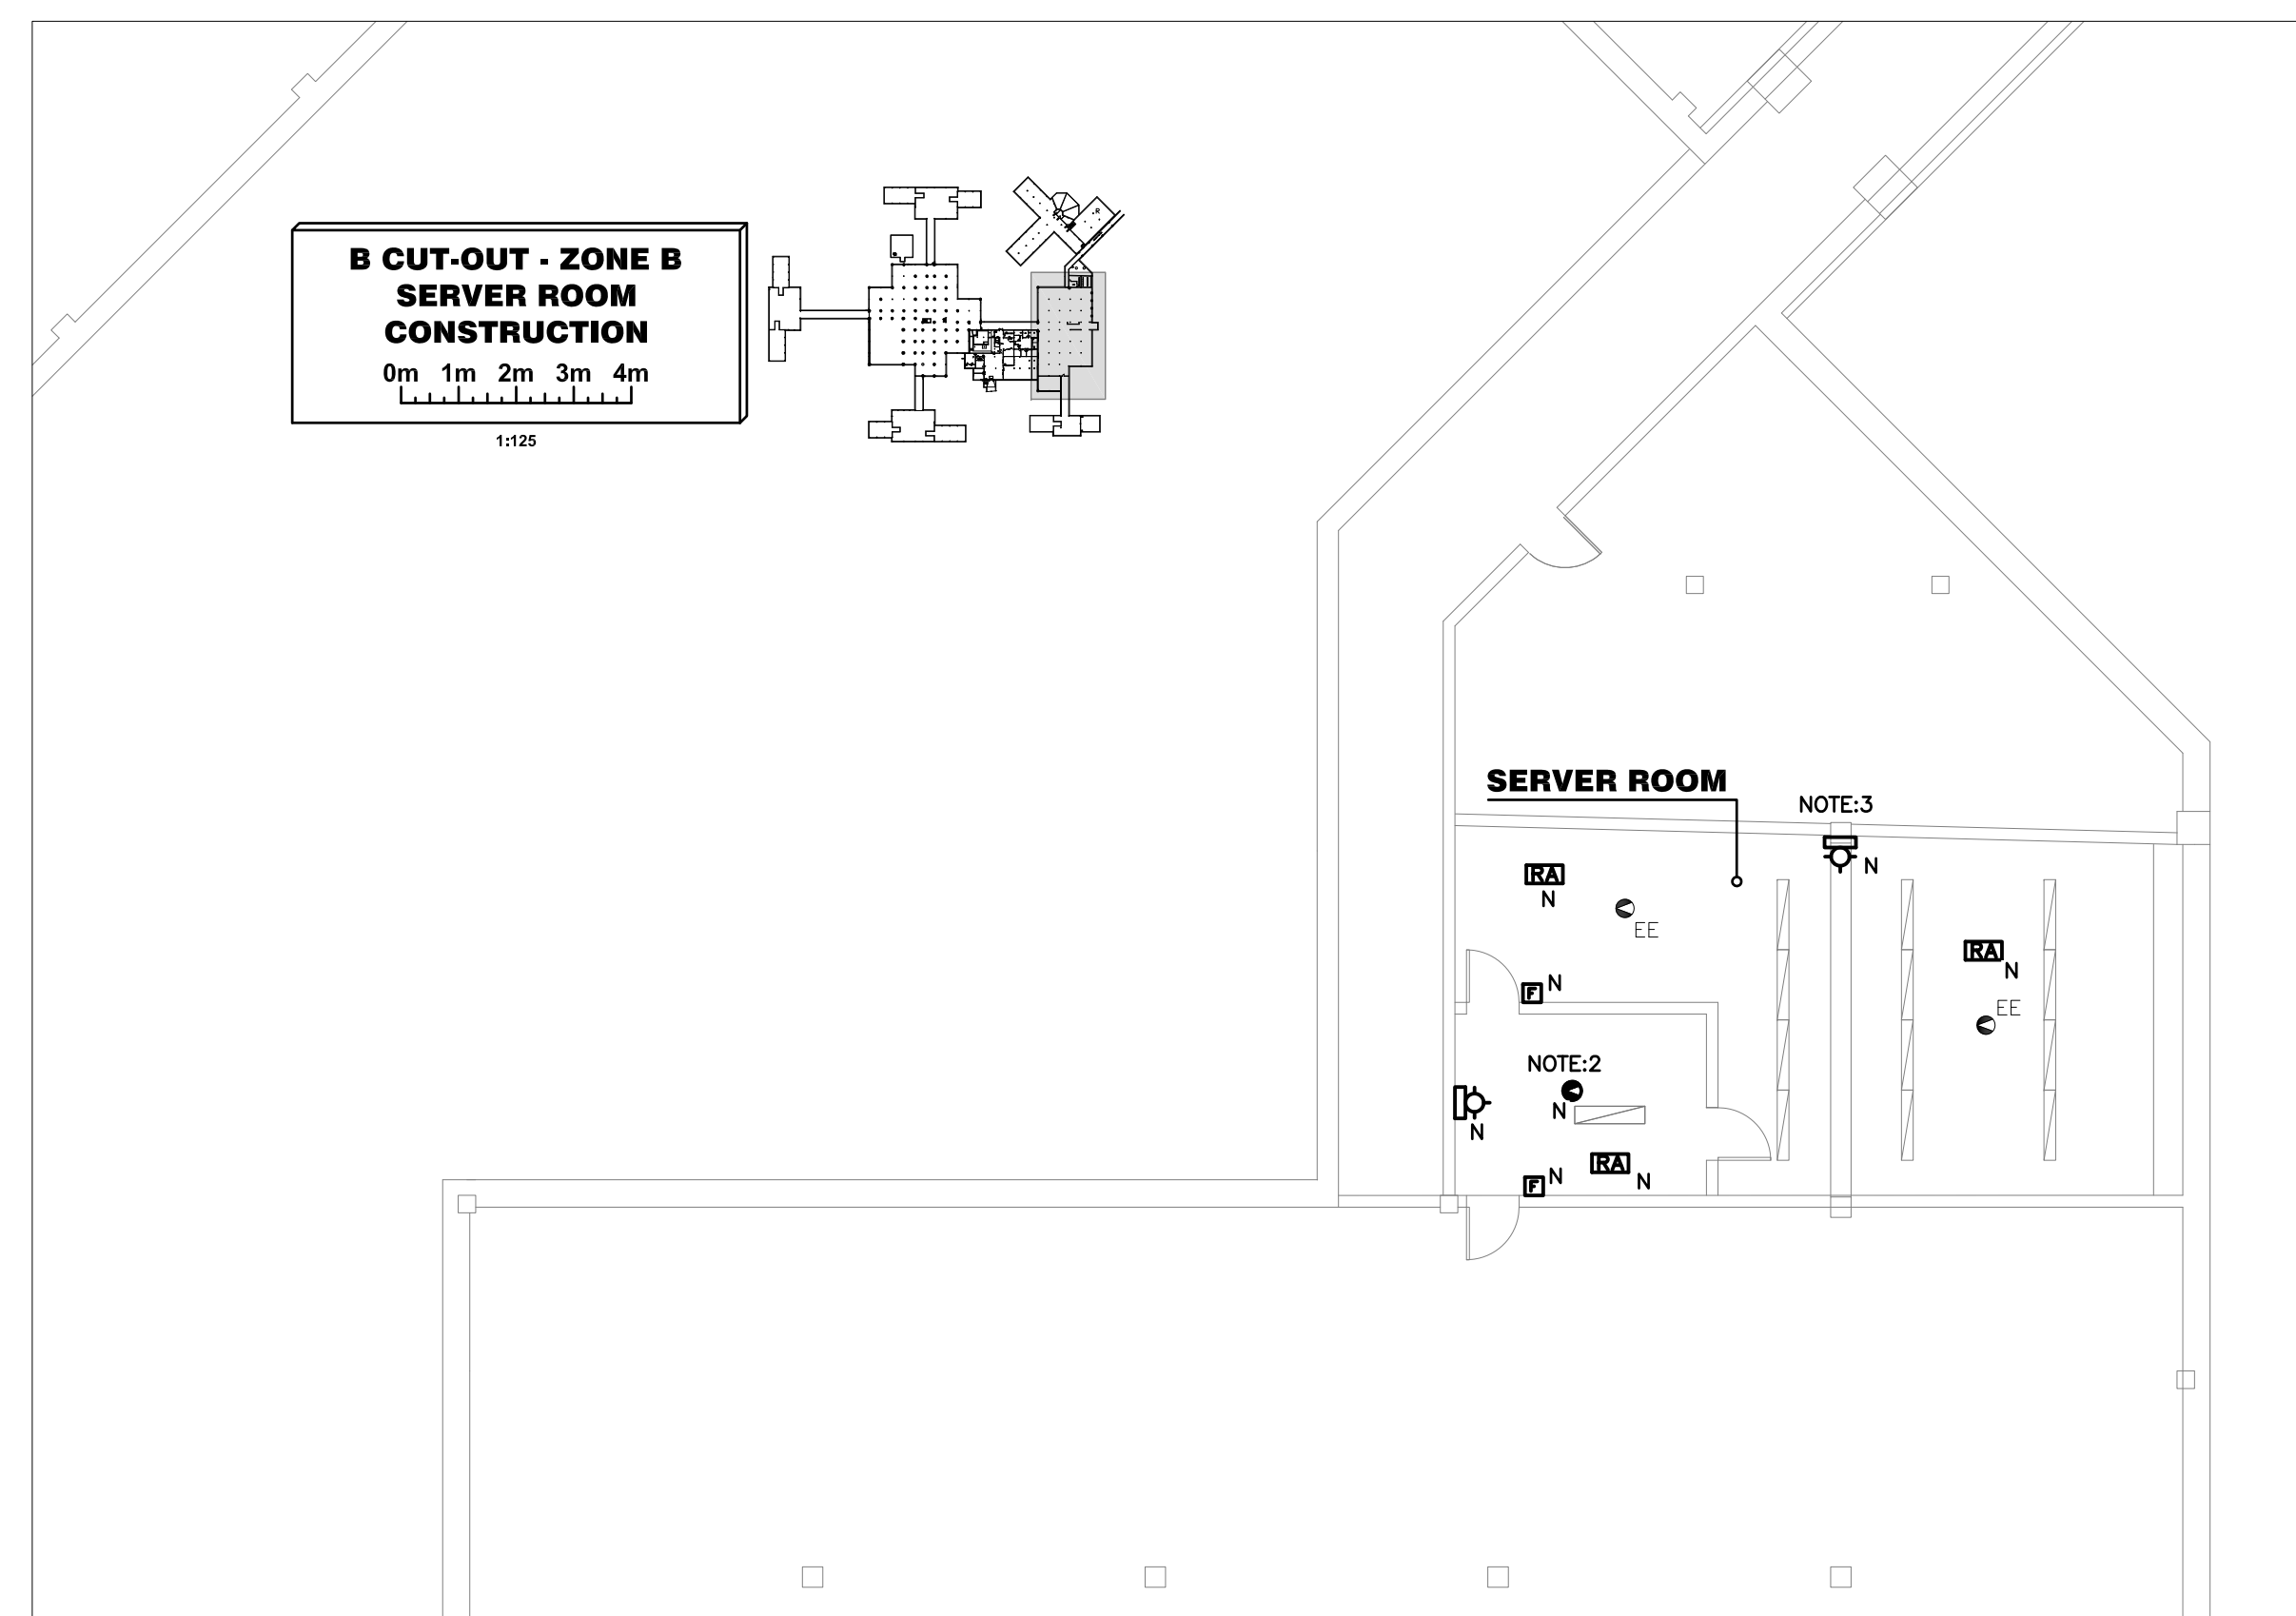 B CUT-OUT - ZONE B
SERVER ROOM
CONSTRUCTION
0m 1m 2m 3m 4m
1:125
SERVER ROOM
NOTE:3
N
RA
N
EE
RA
N
EE
F N
NOTE:2
N
N
RA
N
F N